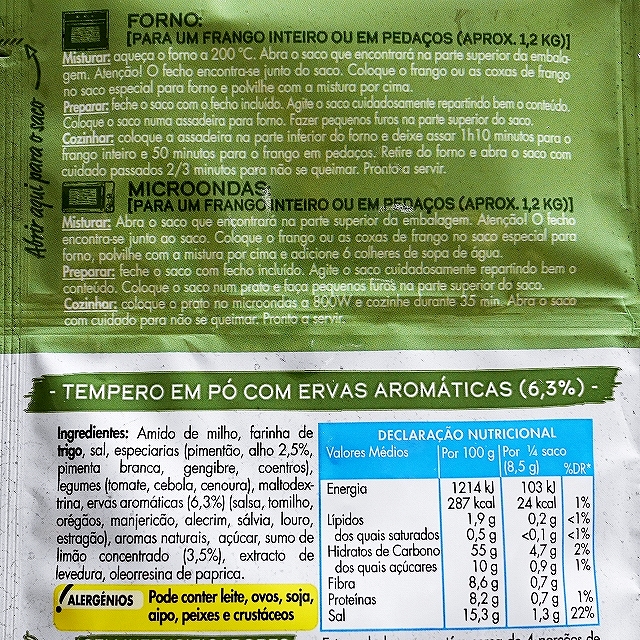 FORNO:
[PARA UM FRANGO INTEIRO OU EM PEDAÇOS (APROX. 1,2 KG)]
Misturar: aqueça o forno a 200 °C. Abra o saco que encontrará na parte superior da embala-
gem. Atenção! O fecho encontra-se junto do saco. Coloque o frango ou as coxas de frango
no saco especial para forno e polvilhe com a mistura por cima.
Preparar: feche o saco com o fecho incluído. Agite o saco cuidadosamente repartindo bem o conteúdo.
Coloque o saco numa assadeira para forno. Fazer pequenos furos na parte superior do saco.
Cozinhar: coloque a assadeira na parte inferior do forno e deixe assar 1h10 minutos para o
frango inteiro e 50 minutos para o frango em pedaços. Retire do forno e abra o saco com
cuidado passados 2/3 minutos para não se queimar. Pronto a servir.
Abrir aqui para o saco
MICROONDAS
[PARA UM FRANGO INTEIRO OU EM PEDAÇOS (APROX. 1,2 KG)]
Misturar: Abra o saco que encontrará na parte superior da embalagem. Atenção! O fecho
encontra-se junto ao saco. Coloque o frango ou as coxas de frango no saco especial para
forno, polvilhe com a mistura por cima e adicione 6 colheres de sopa de água.
Preparar: feche o saco com fecho incluído. Agite o saco cuidadosamente repartindo bem o
conteúdo. Coloque o saco num prato e faça pequenos furos na parte superior do saco.
Cozinhar: coloque o prato no microondas a 800W e cozinhe durante 35 min. Abra o saco
com cuidado para não se queimar. Pronto a servir.
- TEMPERO EM PÓ COM ERVAS AROMÁTICAS (6,3%) -
Ingredientes: Amido de milho, farinha de
trigo, sal, especiarias (pimentão, alho 2,5%,
pimenta branca, gengibre, coentros),
legumes (tomate, cebola, cenoura), maltodex-
trina, ervas aromáticas (6,3%) (salsa, tomilho,
orégãos, manjericão, alecrim, sálvia, louro,
estragão), aromas naturais, açúcar, sumo de
limão concentrado (3,5%), extracto de
levedura, oleorresina de paprica.
ALERGÉNIOS Pode conter leite, ovos, soja,
aipo, peixes e crustáceos
DECLARAÇÃO NUTRICIONAL
Valores Médios Por 100 g Por ¼ saco
(8,5 g) %DR*
Energia 1214 kJ 103 kJ
287 kcal 24 kcal 1%
Lípidos 1,9 g 0,2 g <1%
dos quais saturados 0,5 g <0,1 g <1%
Hidratos de Carbono 55 g 4,7 g 2%
dos quais açúcares 10 g 0,9 g 1%
Fibra 8,6 g 0,7 g
Proteínas 8,2 g 0,7 g 1%
Sal 15,3 g 1,3 g 22%